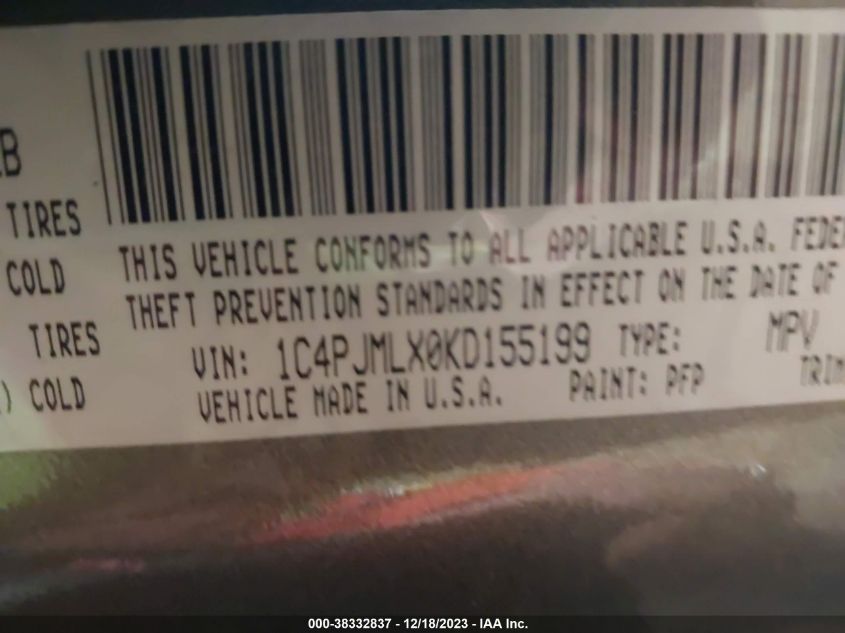 TIRES
COLD
THIS VEHICLE CONFORMS TO ALL APPLICABLE U.S.A.
THEFT PREVENTION STANDARDS IN EFFECT ON THE DATE OF
TIRES
VIN: 1C4PJMLX0KD155199 TYPE: MPV
) COLD
VEHICLE MADE IN U.S.A. PAINT: PFP
000-38332837 - 12/18/2023 - IAA Inc.